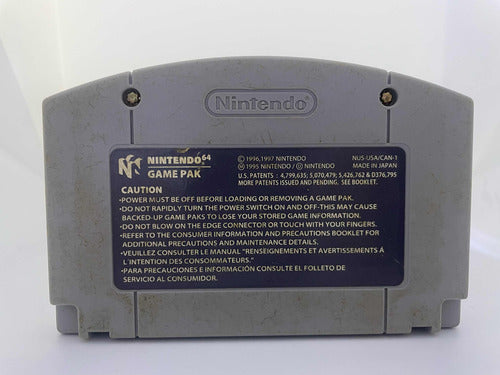 Nintendo®
NINTENDO 64
GAME PAK
© 1996,1997 NINTENDO
Ⓜ 1995 NINTENDO / Ⓝ NINTENDO
NUS-USA/CAN-1
MADE IN JAPAN
U.S. PATENTS : 4,799,635; 5,070,479; 5,426,762 & D376,795
MORE PATENTS ISSUED AND PENDING. SEE BOOKLET.
CAUTION
•POWER MUST BE OFF BEFORE LOADING OR REMOVING A GAME PAK.
•DO NOT RAPIDLY TURN THE POWER SWITCH ON AND OFF-THIS MAY CAUSE
BACKED-UP GAME PAKS TO LOSE YOUR STORED GAME INFORMATION.
•DO NOT BLOW ON THE EDGE CONNECTOR OR TOUCH WITH YOUR FINGERS.
•REFER TO THE CONSUMER INFORMATION AND PRECAUTIONS BOOKLET FOR
ADDITIONAL PRECAUTIONS AND MAINTENANCE DETAILS.
•VEUILLEZ CONSULTER LE MANUAL "RENSEIGNEMENTS ET AVERTISSEMENTS À
L'INTENTION DES CONSOMMATEURS."
•PARA PRECAUCIONES E INFORMACIÓN CONSULTE EL FOLLETO DE
SERVICIO AL CONSUMIDOR.